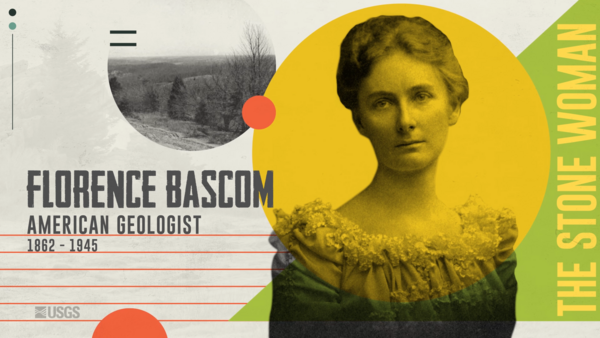 FLORENCE BASCOM
AMERICAN GEOLOGIST
1862 - 1945
USGS
THE STONE WOMAN